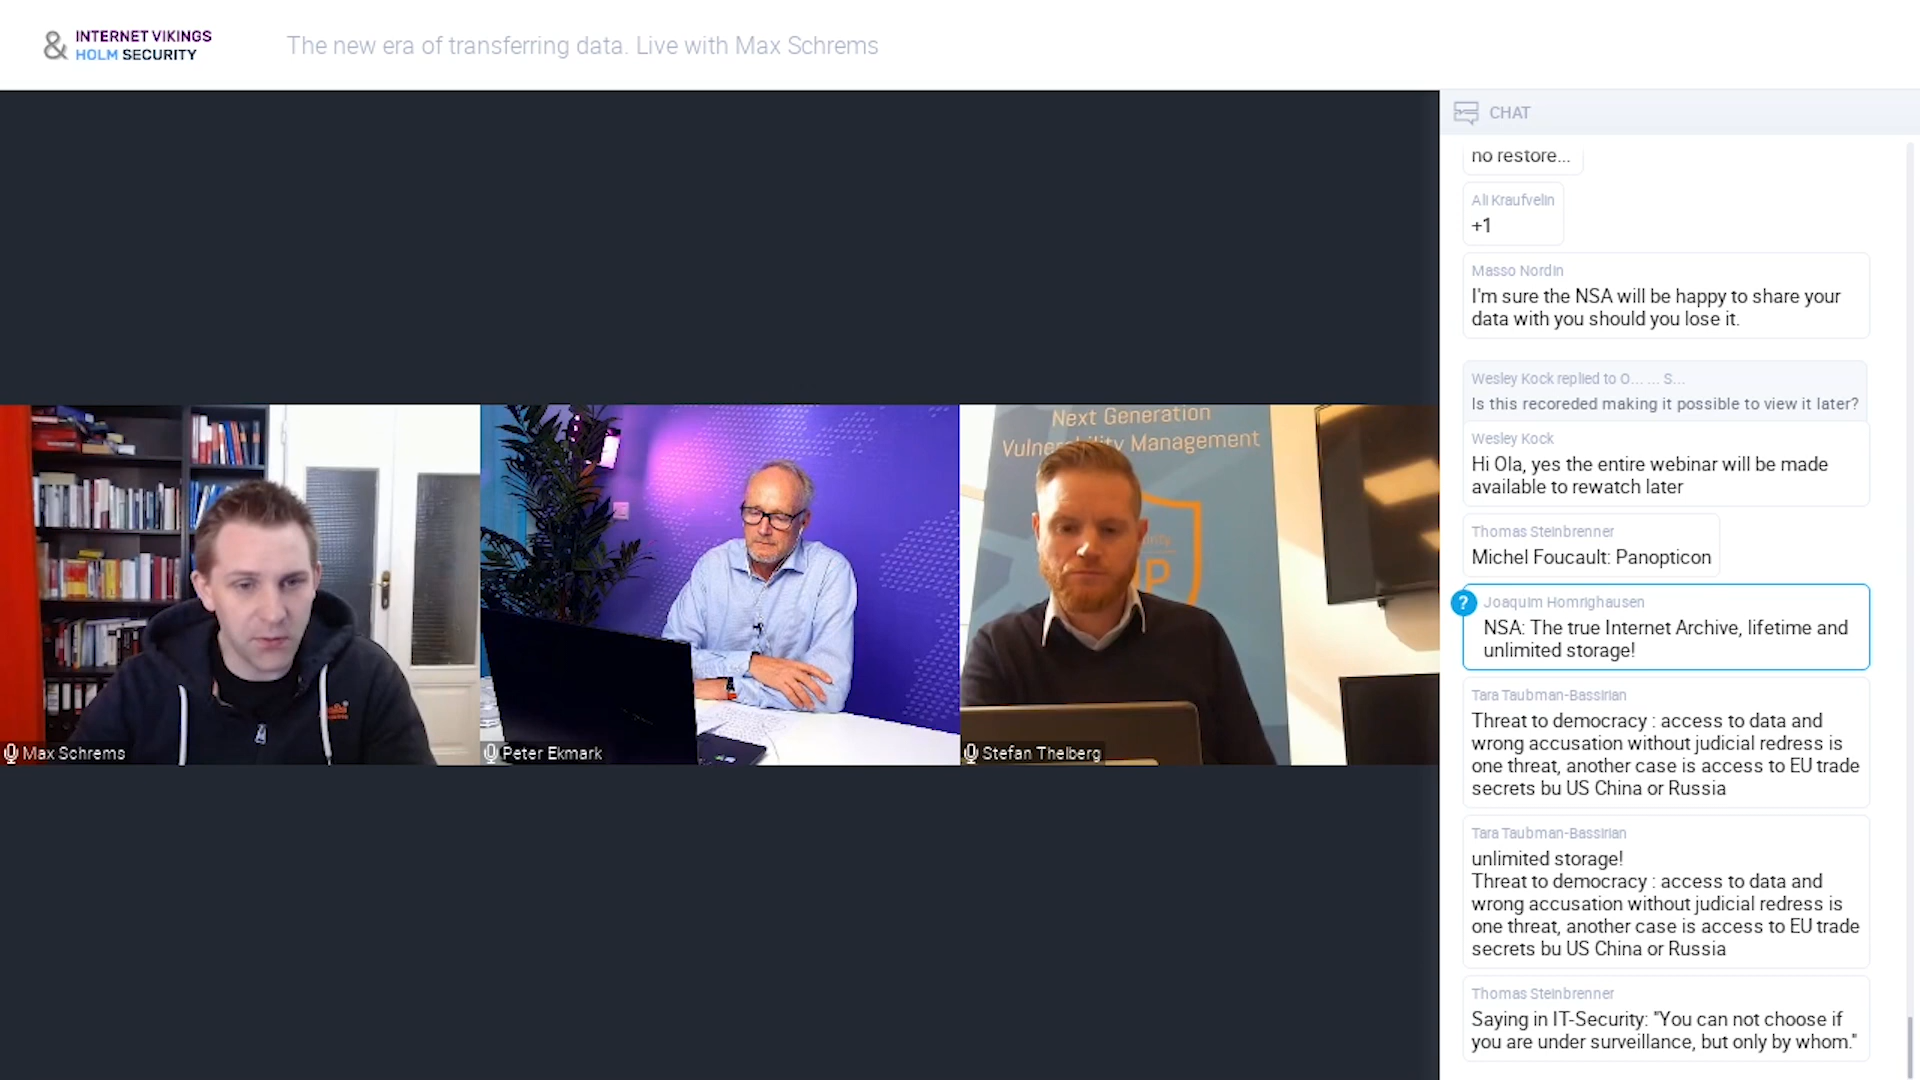 & INTERNET VIKINGS
HOLM SECURITY
The new era of transferring data. Live with Max Schrems
CHAT
no restore...
Ali Kraufvelin
+1
Masso Nordin
I'm sure the NSA will be happy to share your
data with you should you lose it.
Wesley Kock replied to O... ... S...
Is this recoreded making it possible to view it later?
Wesley Kock
Hi Ola, yes the entire webinar will be made
available to rewatch later
Thomas Steinbrenner
Michel Foucault: Panopticon
?
Joaquim Homrighausen
NSA: The true Internet Archive, lifetime and
unlimited storage!
Tara Taubman-Bassirian
Threat to democracy : access to data and
wrong accusation without judicial redress is
one threat, another case is access to EU trade
secrets bu US China or Russia
Tara Taubman-Bassirian
unlimited storage!
Threat to democracy : access to data and
wrong accusation without judicial redress is
one threat, another case is access to EU trade
secrets bu US China or Russia
Thomas Steinbrenner
Saying in IT-Security: "You can not choose if
you are under surveillance, but only by whom."
Next Generation
Vulnerability Management
Max Schrems
Peter Ekmark
Stefan Thelberg